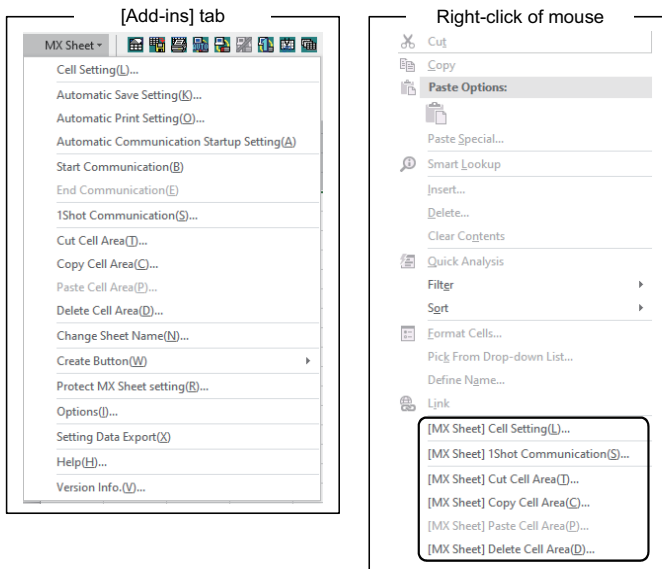 [Add-ins] tab
MX Sheet
Cell Setting(L)...
Automatic Save Setting(K)...
Automatic Print Setting(O)...
Automatic Communication Startup Setting(A)
Start Communication(B)
End Communication(E)
1Shot Communication(S)...
Cut Cell Area(T)...
Copy Cell Area(C)...
Paste Cell Area(P)...
Delete Cell Area(D)...
Change Sheet Name(N)...
Create Button(W)
Protect MX Sheet setting(R)...
Options(I)...
Setting Data Export(X)
Help(H)...
Version Info.(V)...
Right-click of mouse
Cut
Copy
Paste Options:
Paste Special...
Smart Lookup
Insert...
Delete...
Clear Contents
Quick Analysis
Filter
Sort
Format Cells...
Pick From Drop-down List...
Define Name...
Link
[MX Sheet] Cell Setting(L)...
[MX Sheet] 1Shot Communication(S)...
[MX Sheet] Cut Cell Area(T)...
[MX Sheet] Copy Cell Area(C)...
[MX Sheet] Paste Cell Area(P)...
[MX Sheet] Delete Cell Area(D)...